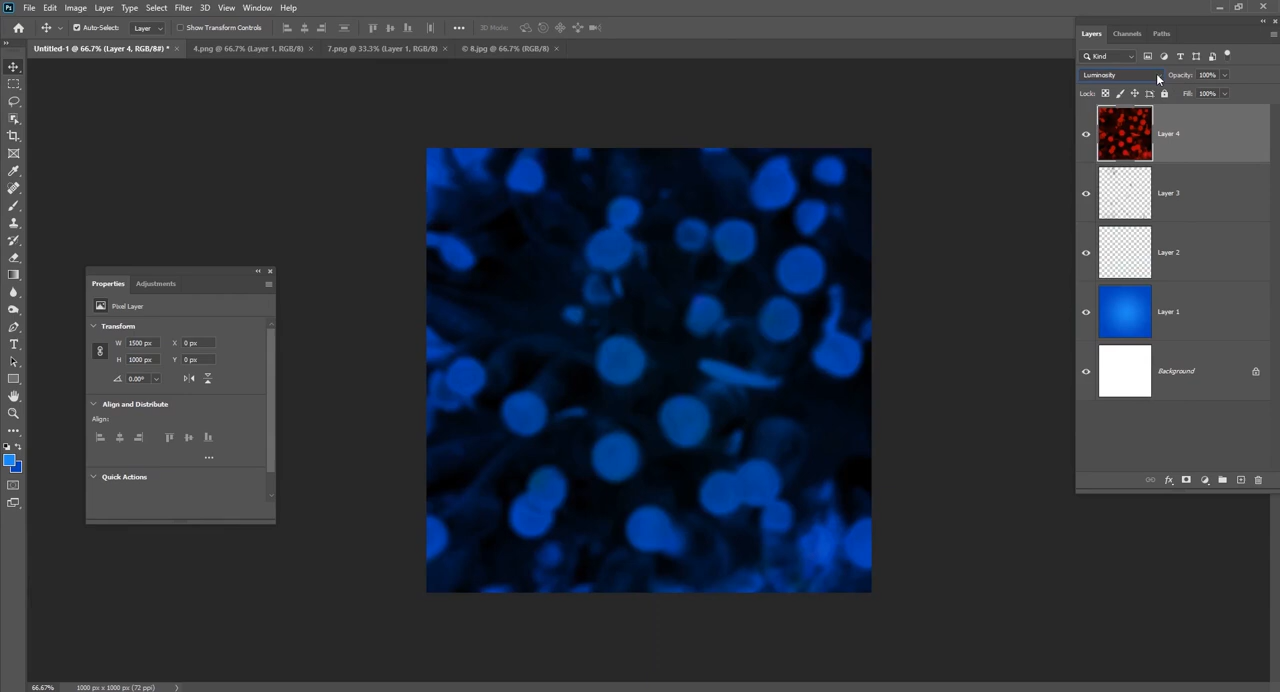 Ps File Edit Image Layer Type Select Filter 3D View Window Help
Auto-Select: Layer Show Transform Controls 3D Mode:
Untitled-1 @ 66.7% (Layer 4, RGB/8#) * × 4.png @ 66.7% (Layer 1, RGB/8) × 7.png @ 33.3% (Layer 1, RGB/8) × © 8.jpg @ 66.7% (RGB/8) ×
Layers Channels Paths
Kind
Luminosity Opacity: 100%
Lock: Fill: 100%
Layer 4
Layer 3
Layer 2
Layer 1
Background
Properties Adjustments
Pixel Layer
Transform
W 1500 px X 0 px
H 1000 px Y 0 px
0.00°
Align and Distribute
Align:
Quick Actions
66.67% 1000 px x 1000 px (72 ppi)